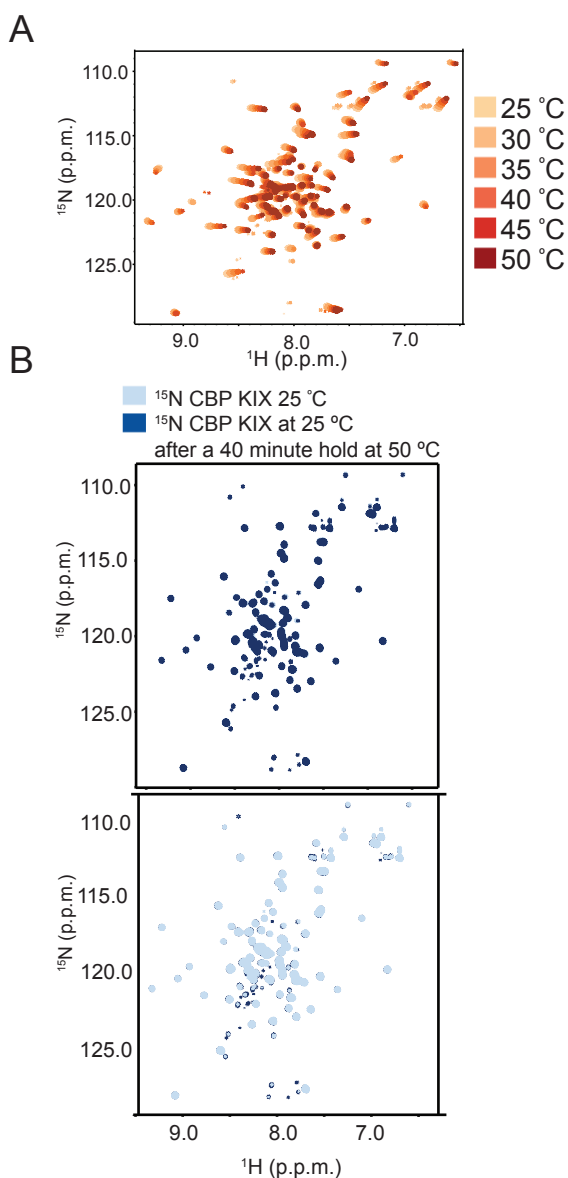 A
110.0
115.0
120.0
125.0
¹⁵N (p.p.m.)
9.0 8.0 7.0
¹H (p.p.m.)
25 °C
30 °C
35 °C
40 °C
45 °C
50 °C
B
¹⁵N CBP KIX 25 °C
¹⁵N CBP KIX at 25 ºC
after a 40 minute hold at 50 ºC
110.0
115.0
120.0
125.0
¹⁵N (p.p.m.)
110.0
115.0
120.0
125.0
¹⁵N (p.p.m.)
9.0 8.0 7.0
¹H (p.p.m.)